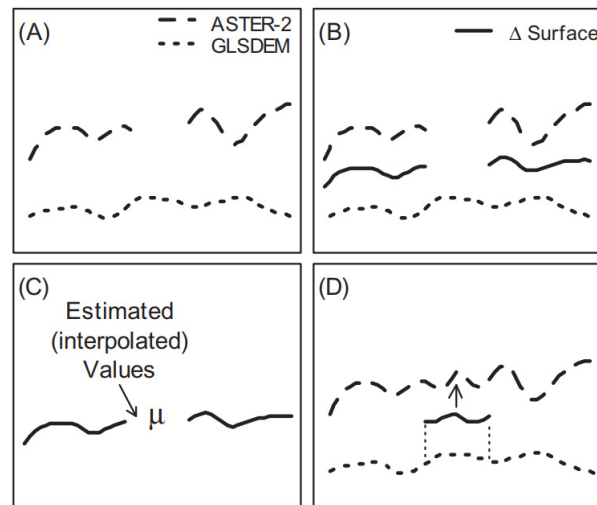 (A)
ASTER-2
GLSDEM
(B)
Δ Surface
(C)
Estimated
(interpolated)
Values
μ
(D)